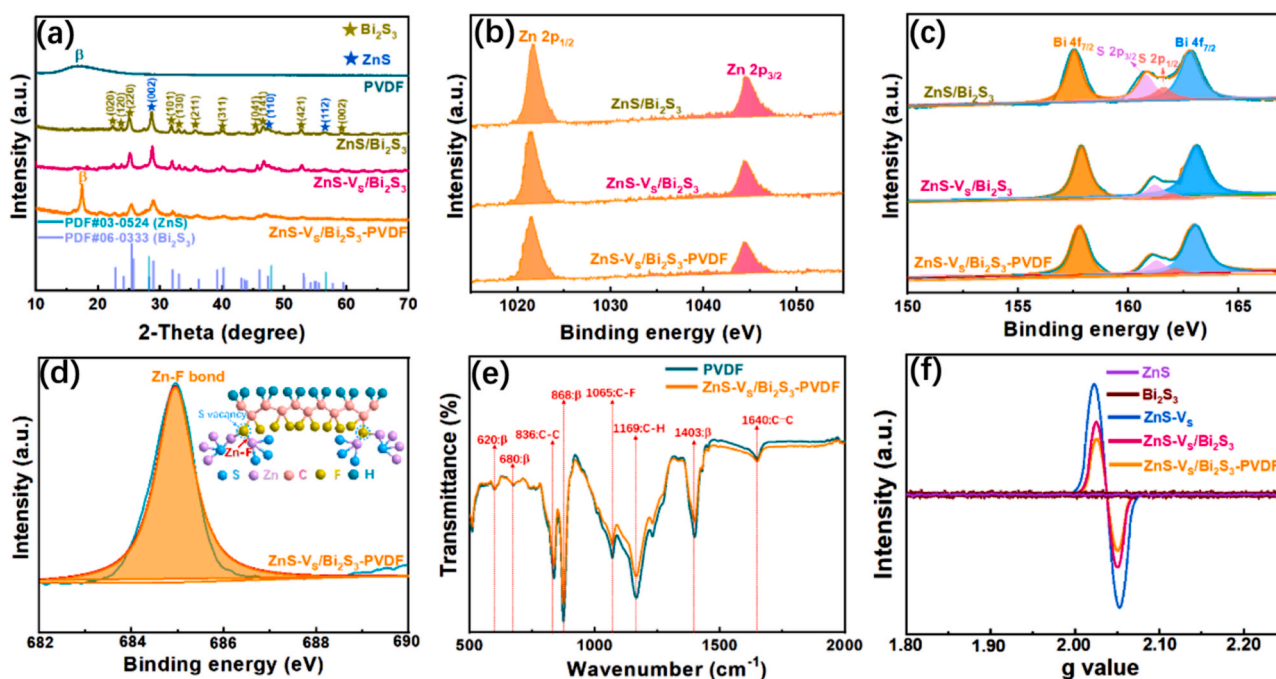 (a)
β
★ Bi₂S₃
★ ZnS
PVDF
(020)
(120)
(220)
(002)
(101)
(130)
(211)
(311)
(041)
(141)
(110)
(421)
(112)
(002)
ZnS/Bi₂S₃
ZnS-Vₛ/Bi₂S₃
β
ZnS-Vₛ/Bi₂S₃-PVDF
PDF#03-0524 (ZnS)
PDF#06-0333 (Bi₂S₃)
Intensity (a.u.)
10 20 30 40 50 60 70
2-Theta (degree)
(b)
Zn 2p₁/₂
Zn 2p₃/₂
ZnS/Bi₂S₃
ZnS-Vₛ/Bi₂S₃
ZnS-Vₛ/Bi₂S₃-PVDF
Intensity (a.u.)
1020 1030 1040 1050
Binding energy (eV)
(c)
Bi 4f₇/₂
S 2p₃/₂
S 2p₁/₂
Bi 4f₇/₂
ZnS/Bi₂S₃
ZnS-Vₛ/Bi₂S₃
ZnS-Vₛ/Bi₂S₃-PVDF
Intensity (a.u.)
150 155 160 165
Binding energy (eV)
(d)
Zn-F bond
S vacancy
Zn-F
S Zn C F H
ZnS-Vₛ/Bi₂S₃-PVDF
Intensity (a.u.)
682 684 686 688 690
Binding energy (eV)
(e)
PVDF
ZnS-Vₛ/Bi₂S₃-PVDF
868:β
1065:C-F
620:β
836:C-C
1169:C-H
1403:β
1640:C-C
680:β
Transmittance (%)
500 1000 1500 2000
Wavenumber (cm⁻¹)
(f)
ZnS
Bi₂S₃
ZnS-Vₛ
ZnS-Vₛ/Bi₂S₃
ZnS-Vₛ/Bi₂S₃-PVDF
Intensity (a.u.)
1.80 1.90 2.00 2.10 2.20
g value